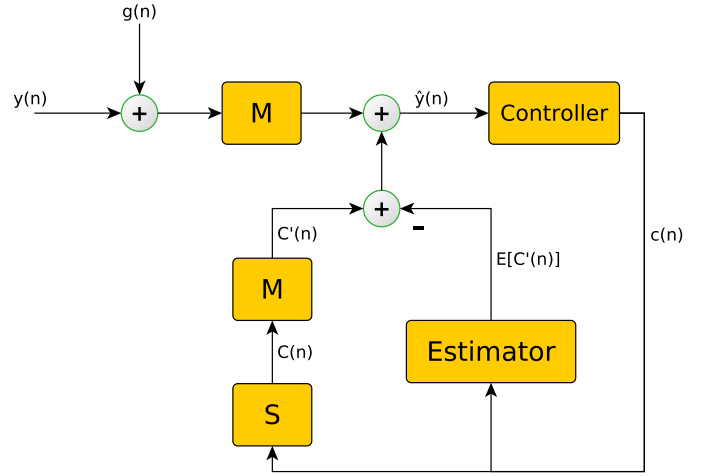 g(n)
y(n)
+
M
+
ŷ(n)
Controller
+
-
C'(n)
c(n)
E[C'(n)]
M
C(n)
Estimator
S